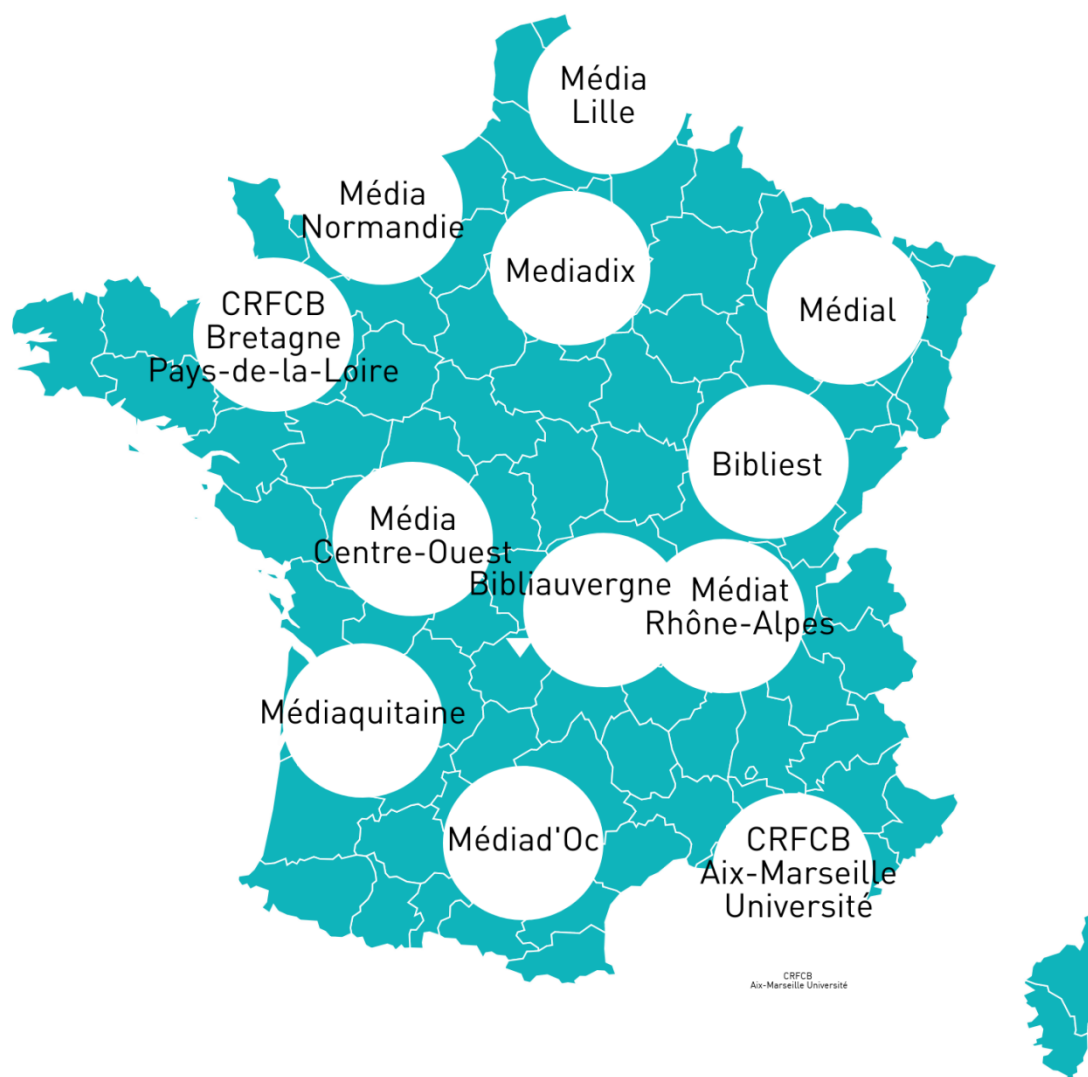 Média
Lille
Média
Normandie
Mediadix
CRFCB
Bretagne
Pays-de-la-Loire
Médial
Bibliest
Média
Centre-Ouest
Bibliauvergne
Médiat
Rhône-Alpes
Médiaquitaine
Médiad'Oc
CRFCB
Aix-Marseille
Université
CRFCB
Aix-Marseille Université